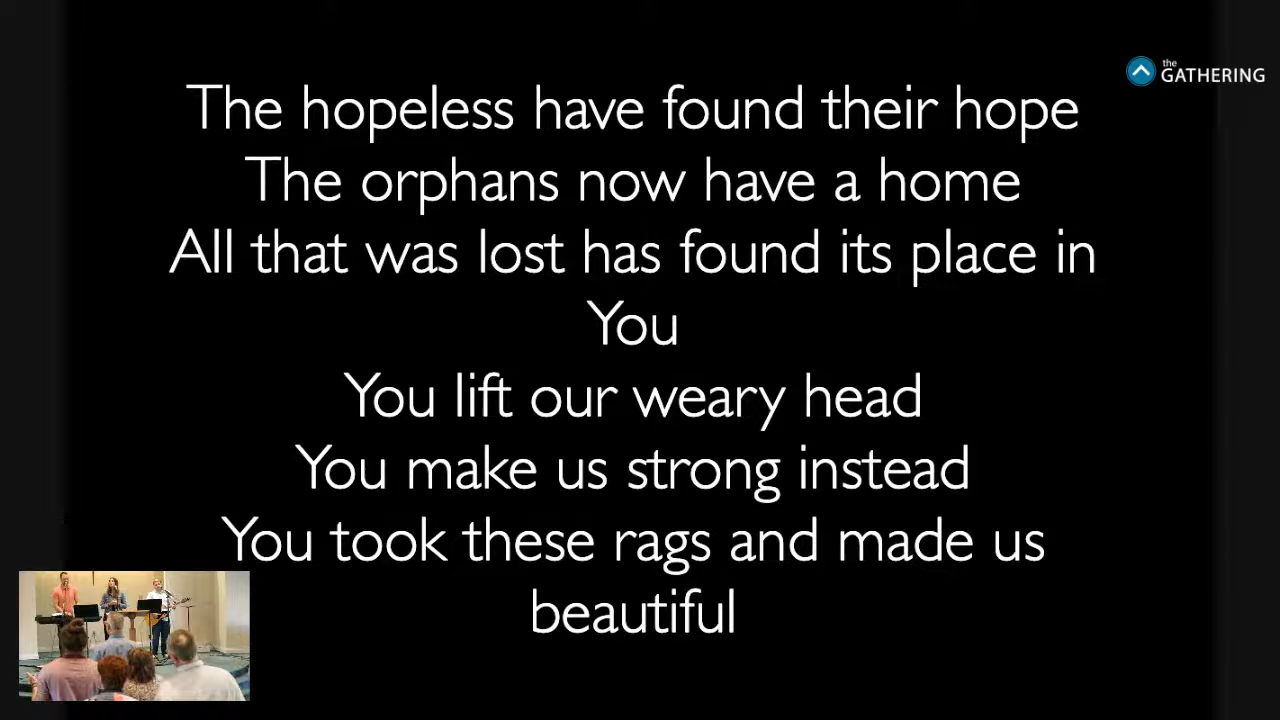 the
GATHERING
The hopeless have found their hope
The orphans now have a home
All that was lost has found its place in
You
You lift our weary head
You make us strong instead
You took these rags and made us
beautiful